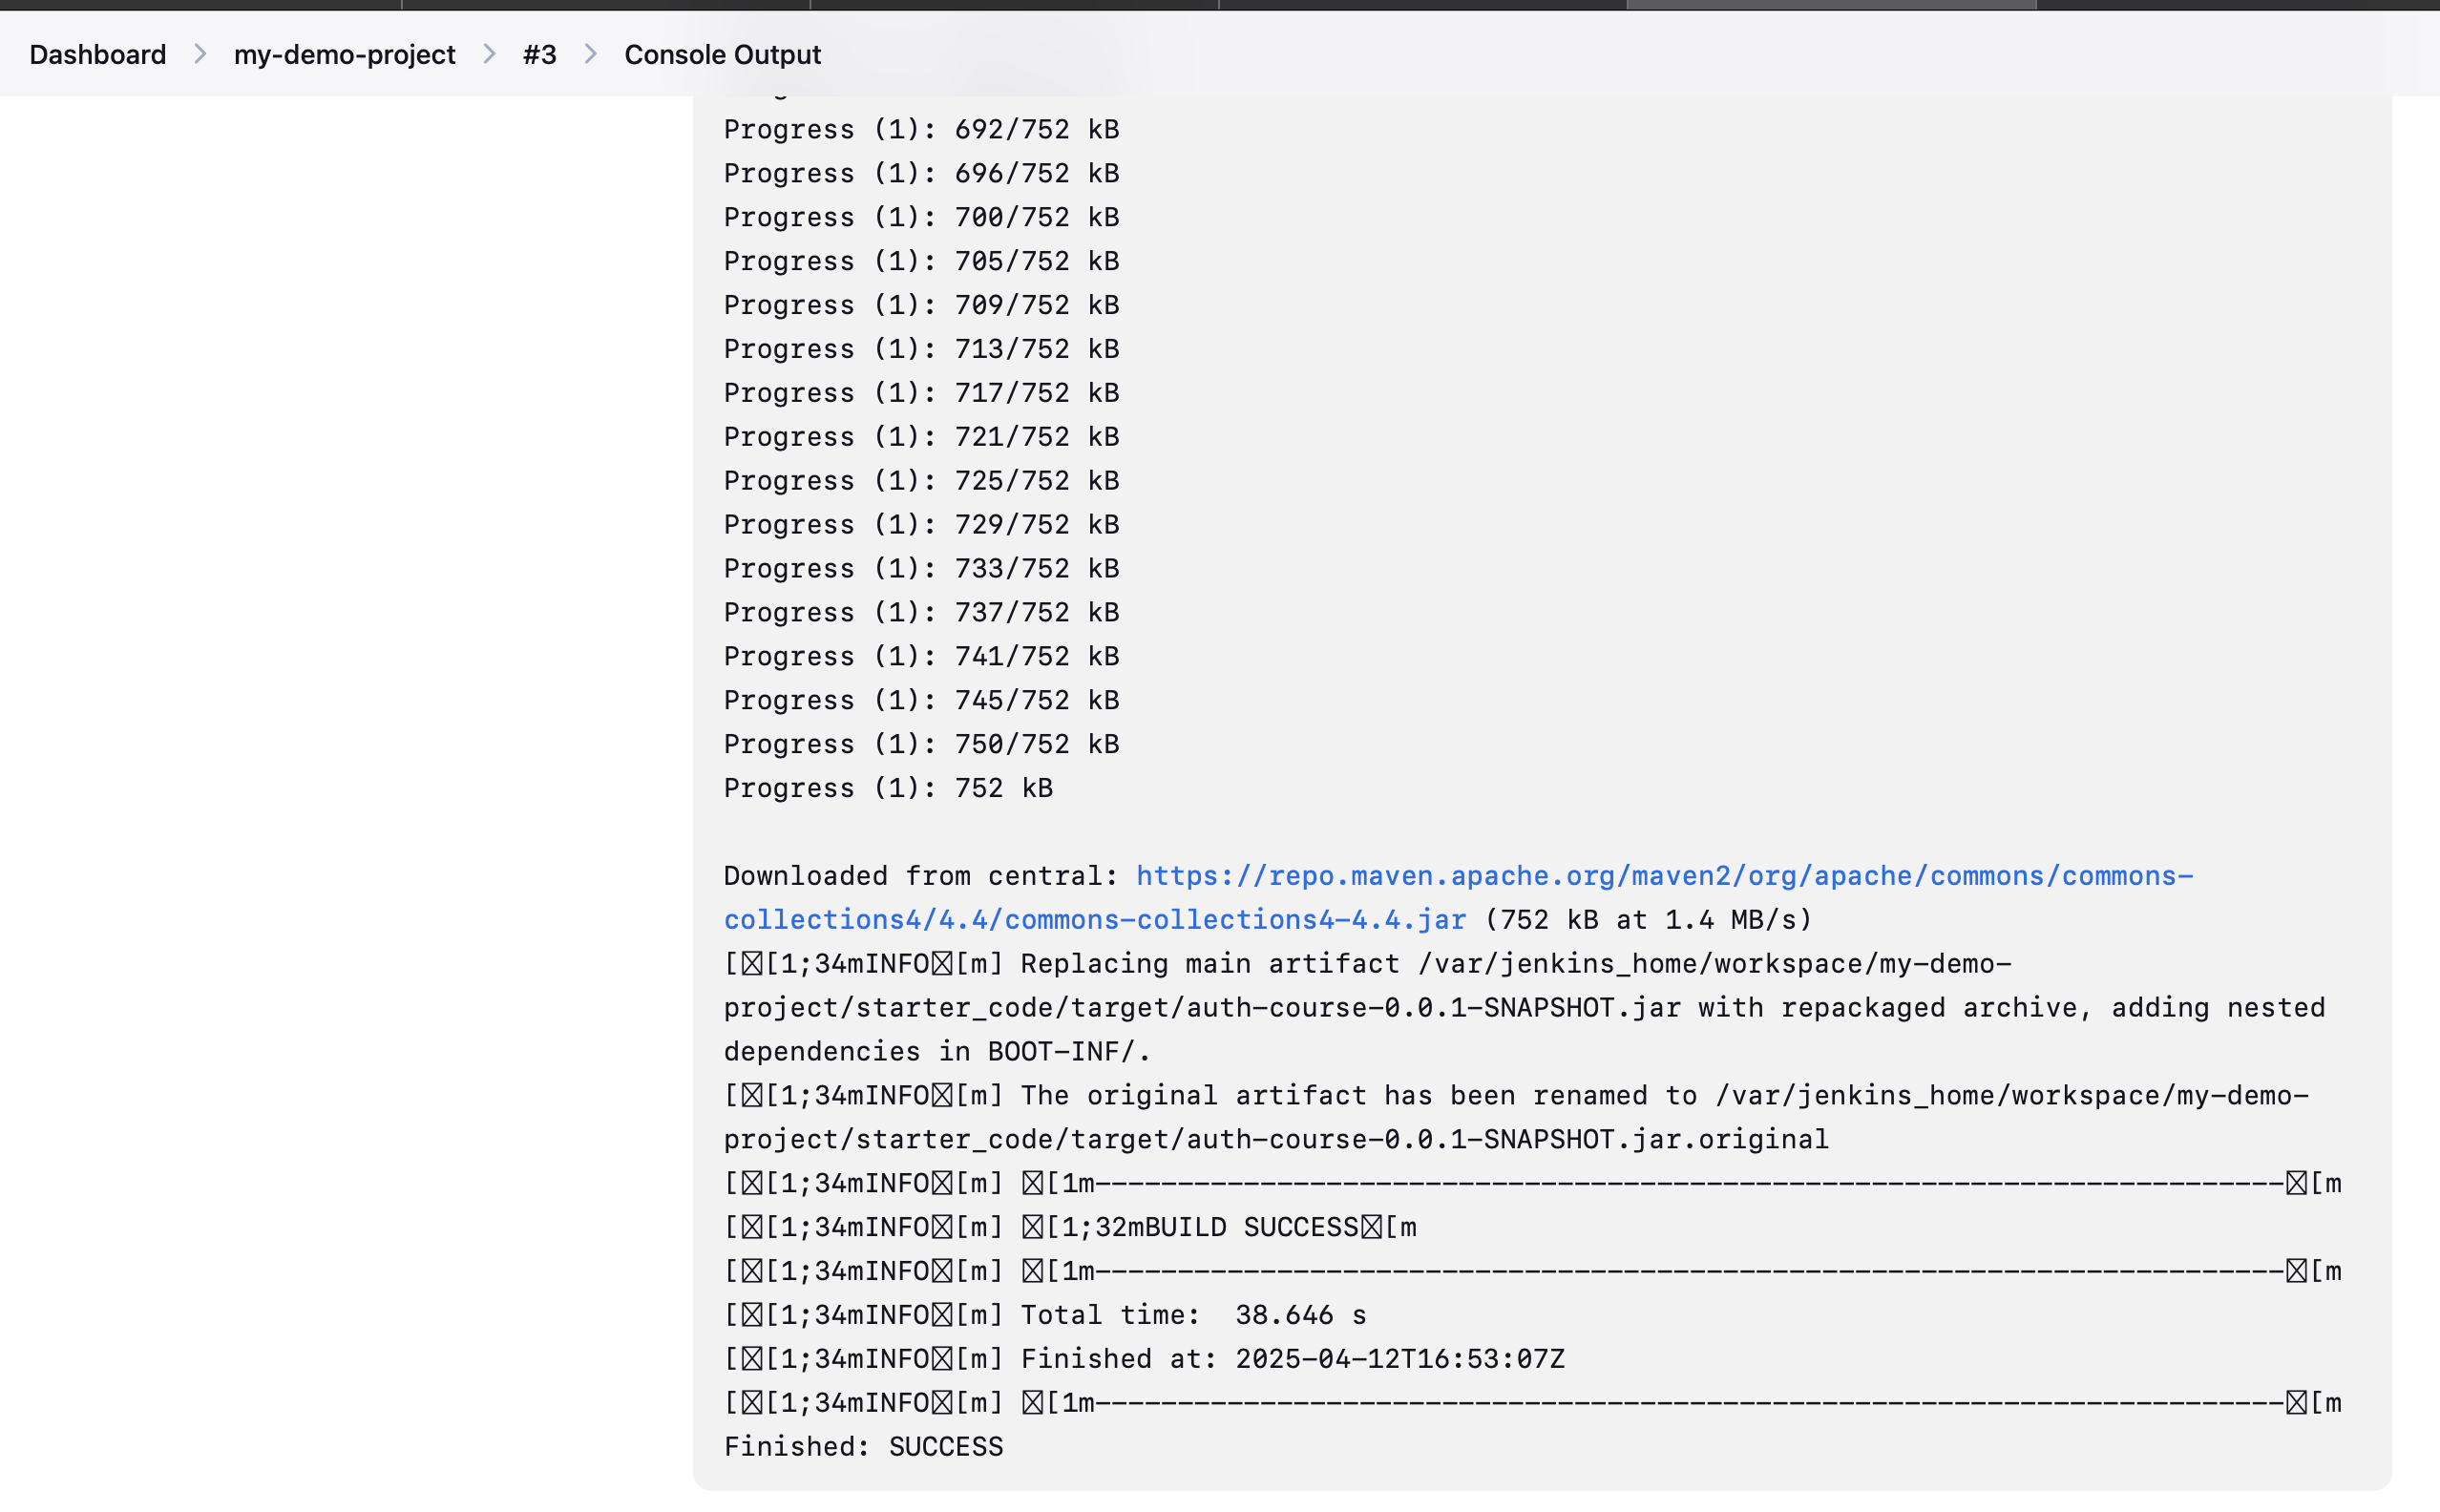 Dashboard > my-demo-project > #3 > Console Output
Progress (1): 692/752 kB
Progress (1): 696/752 kB
Progress (1): 700/752 kB
Progress (1): 705/752 kB
Progress (1): 709/752 kB
Progress (1): 713/752 kB
Progress (1): 717/752 kB
Progress (1): 721/752 kB
Progress (1): 725/752 kB
Progress (1): 729/752 kB
Progress (1): 733/752 kB
Progress (1): 737/752 kB
Progress (1): 741/752 kB
Progress (1): 745/752 kB
Progress (1): 750/752 kB
Progress (1): 752 kB
Downloaded from central: https://repo.maven.apache.org/maven2/org/apache/commons/commons-
collections4/4.4/commons-collections4-4.4.jar (752 kB at 1.4 MB/s)
[☒[1;34mINFO☒[m] Replacing main artifact /var/jenkins_home/workspace/my-demo-
project/starter_code/target/auth-course-0.0.1-SNAPSHOT.jar with repackaged archive, adding nested
dependencies in BOOT-INF/.
[☒[1;34mINFO☒[m] The original artifact has been renamed to /var/jenkins_home/workspace/my-demo-
project/starter_code/target/auth-course-0.0.1-SNAPSHOT.jar.original
[☒[1;34mINFO☒[m] ☒[1m------------------------------------------------------------------------☒[m
[☒[1;34mINFO☒[m] ☒[1;32mBUILD SUCCESS☒[m
[☒[1;34mINFO☒[m] ☒[1m------------------------------------------------------------------------☒[m
[☒[1;34mINFO☒[m] Total time:  38.646 s
[☒[1;34mINFO☒[m] Finished at: 2025-04-12T16:53:07Z
[☒[1;34mINFO☒[m] ☒[1m------------------------------------------------------------------------☒[m
Finished: SUCCESS